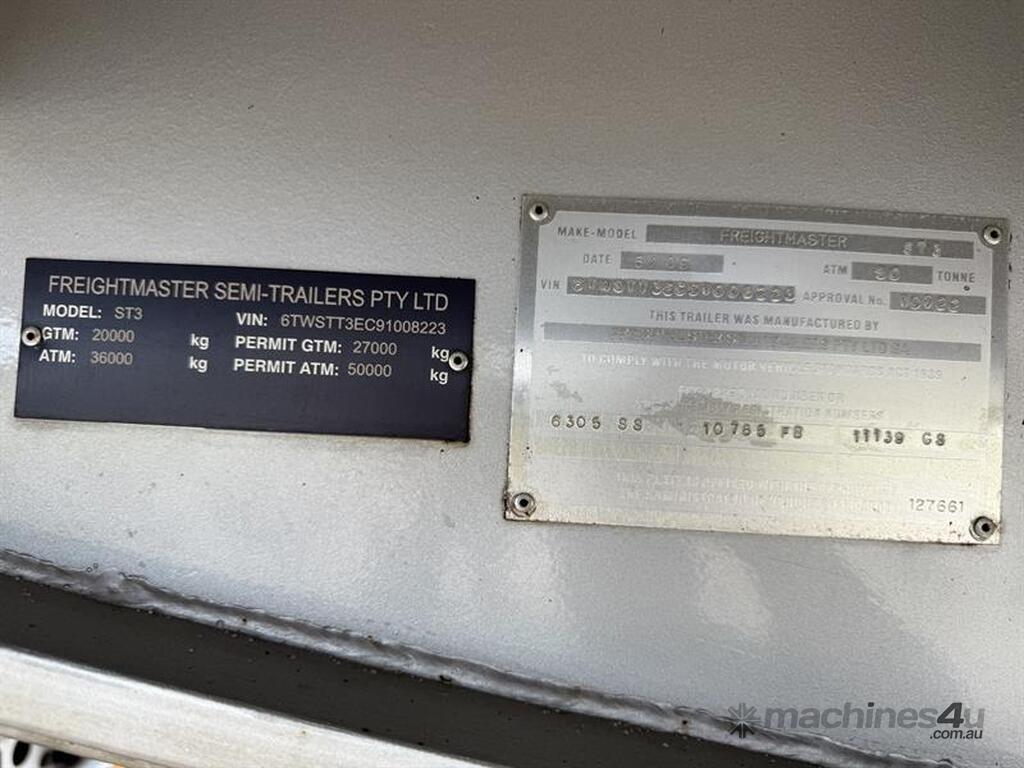 FREIGHTMASTER SEMI-TRAILERS PTY LTD
MODEL: ST3
VIN: 6TWSTT3EC91008223
GTM: 20000 kg
PERMIT GTM: 27000 kg
ATM: 36000 kg
PERMIT ATM: 50000 kg
MAKE-MODEL FREIGHTMASTER ST3
DATE
ATM TONNE
VIN APPROVAL No.
THIS TRAILER WAS MANUFACTURED BY
TO COMPLY WITH THE MOTOR VEHICLE ACT 1989
6305 SS 10765 FB 11139 GS
127661
machines4u
.com.au